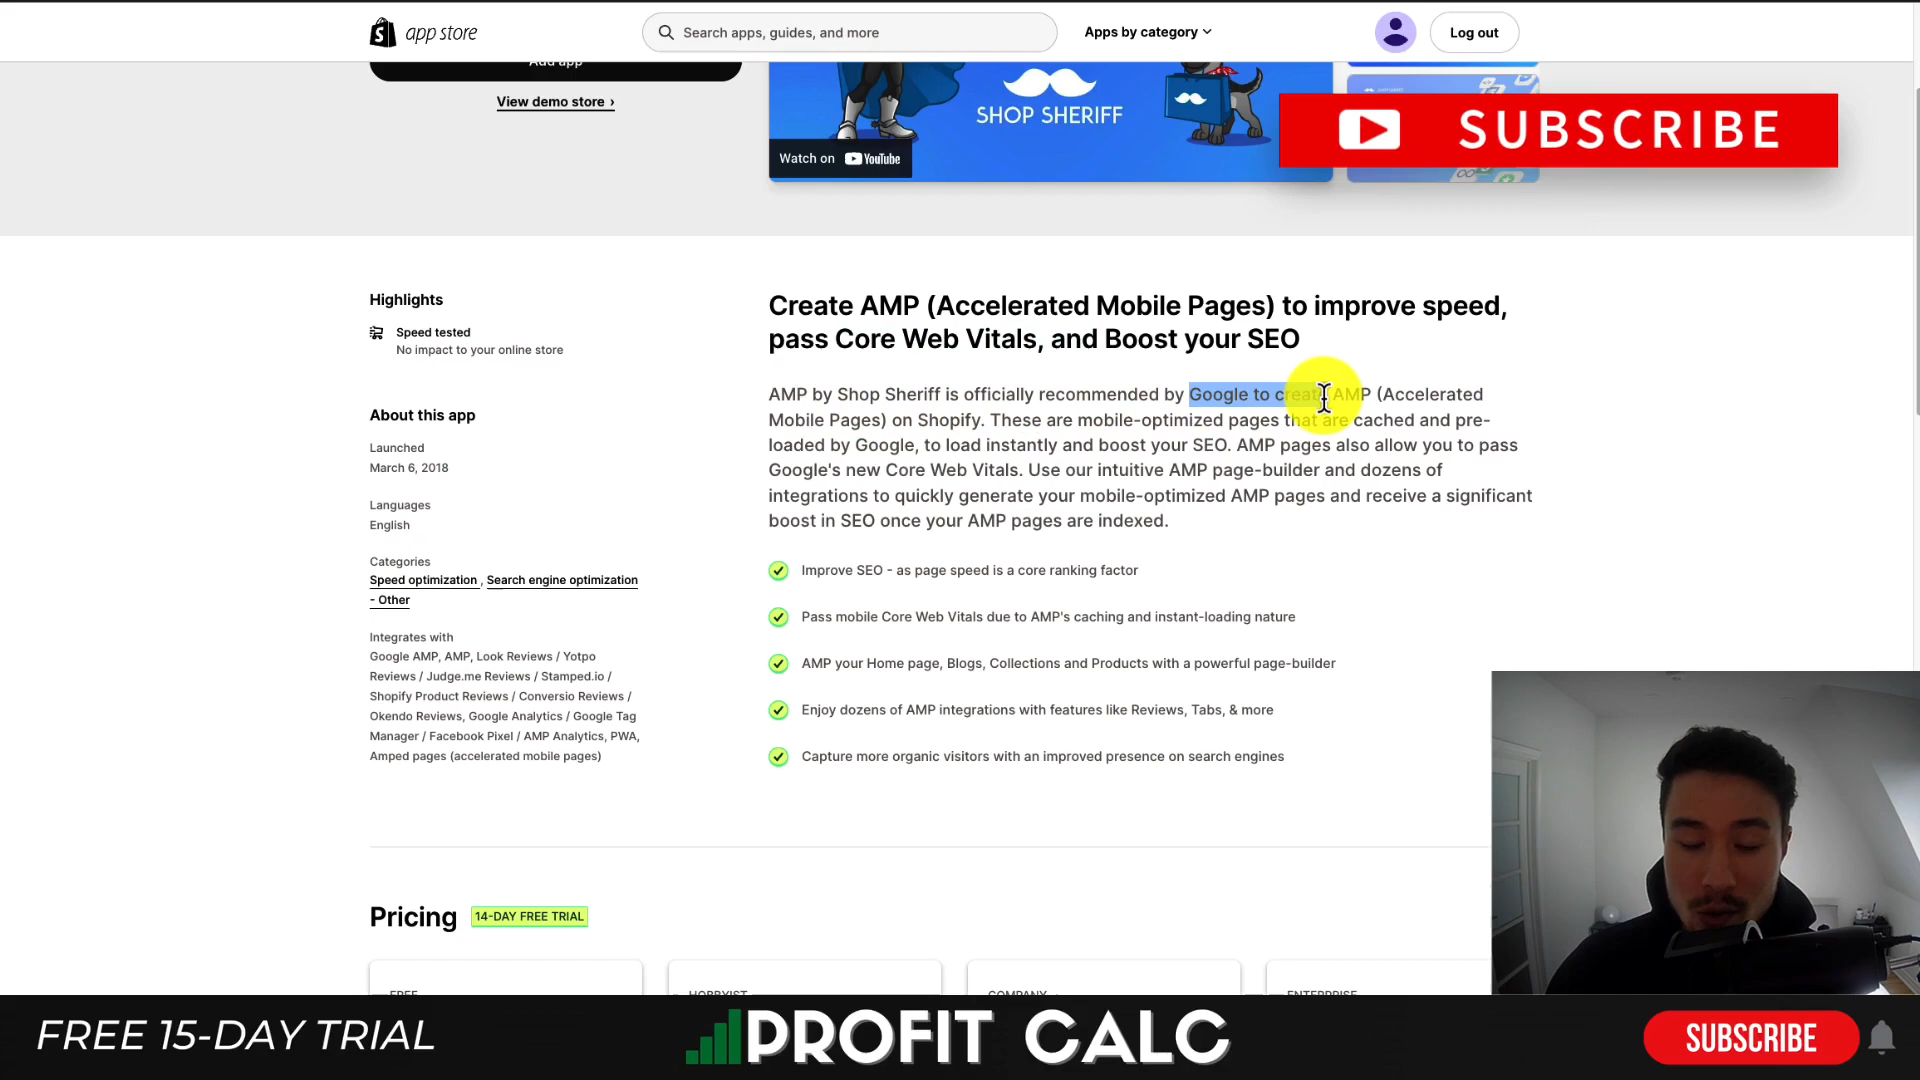 app store
Search apps, guides, and more
Apps by category
Log out
Add app
View demo store ›
SHOP SHERIFF
Watch on YouTube
SUBSCRIBE
Highlights
Speed tested
No impact to your online store
About this app
Launched
March 6, 2018
Languages
English
Categories
Speed optimization , Search engine optimization
- Other
Integrates with
Google AMP, AMP, Look Reviews / Yotpo
Reviews / Judge.me Reviews / Stamped.io /
Shopify Product Reviews / Conversio Reviews /
Okendo Reviews, Google Analytics / Google Tag
Manager / Facebook Pixel / AMP Analytics, PWA,
Amped pages (accelerated mobile pages)
Create AMP (Accelerated Mobile Pages) to improve speed,
pass Core Web Vitals, and Boost your SEO
AMP by Shop Sheriff is officially recommended by Google to create AMP (Accelerated
Mobile Pages) on Shopify. These are mobile-optimized pages that are cached and pre-
loaded by Google, to load instantly and boost your SEO. AMP pages also allow you to pass
Google's new Core Web Vitals. Use our intuitive AMP page-builder and dozens of
integrations to quickly generate your mobile-optimized AMP pages and receive a significant
boost in SEO once your AMP pages are indexed.
Improve SEO - as page speed is a core ranking factor
Pass mobile Core Web Vitals due to AMP's caching and instant-loading nature
AMP your Home page, Blogs, Collections and Products with a powerful page-builder
Enjoy dozens of AMP integrations with features like Reviews, Tabs, & more
Capture more organic visitors with an improved presence on search engines
Pricing 14-DAY FREE TRIAL
FREE
HOBBYIST
COMPANY
ENTERPRISE
FREE 15-DAY TRIAL
PROFIT CALC
SUBSCRIBE